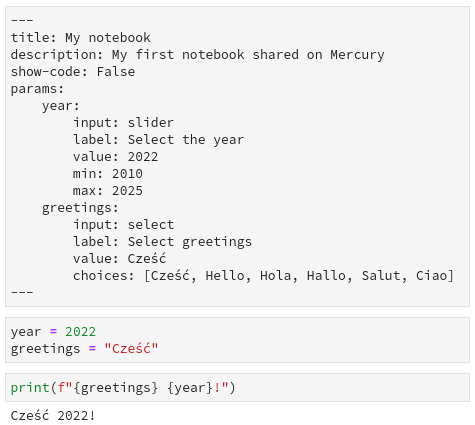 ---
title: My notebook
description: My first notebook shared on Mercury
show-code: False
params:
    year:
        input: slider
        label: Select the year
        value: 2022
        min: 2010
        max: 2025
    greetings:
        input: select
        label: Select greetings
        value: Cześć
        choices: [Cześć, Hello, Hola, Hallo, Salut, Ciao]
---
year = 2022
greetings = "Cześć"
print(f"{greetings} {year}!")
Cześć 2022!